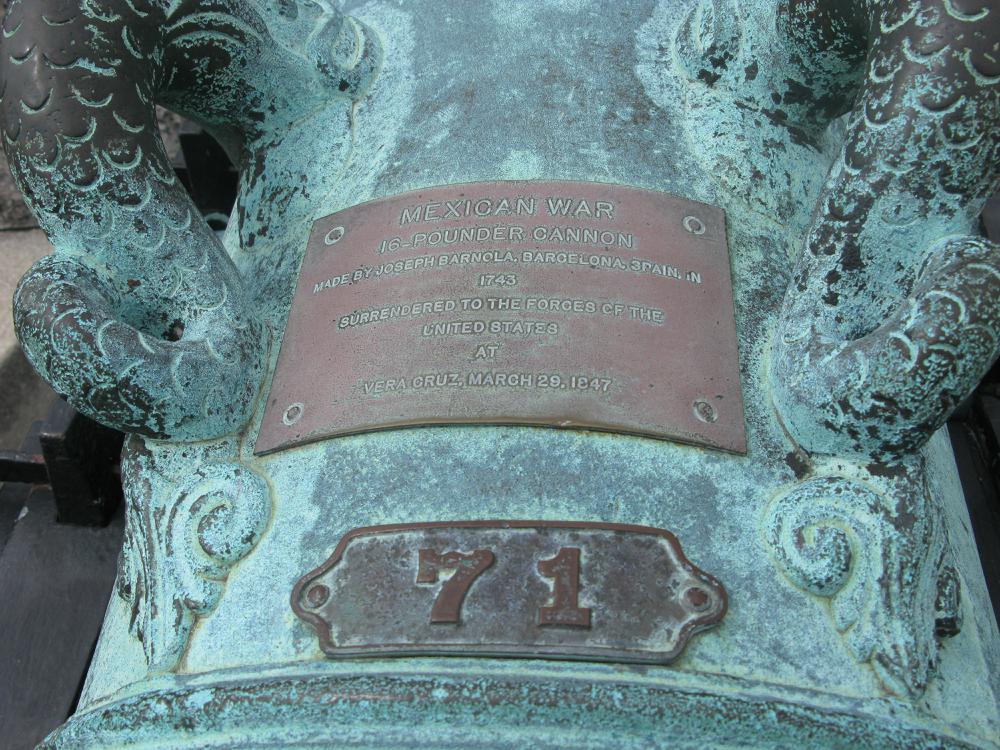 MEXICAN WAR
16-POUNDER CANNON
MADE BY JOSEPH BARNOLA, BARCELONA, SPAIN, IN
1743
SURRENDERED TO THE FORCES OF THE
UNITED STATES
AT
VERA CRUZ, MARCH 29, 1847
71